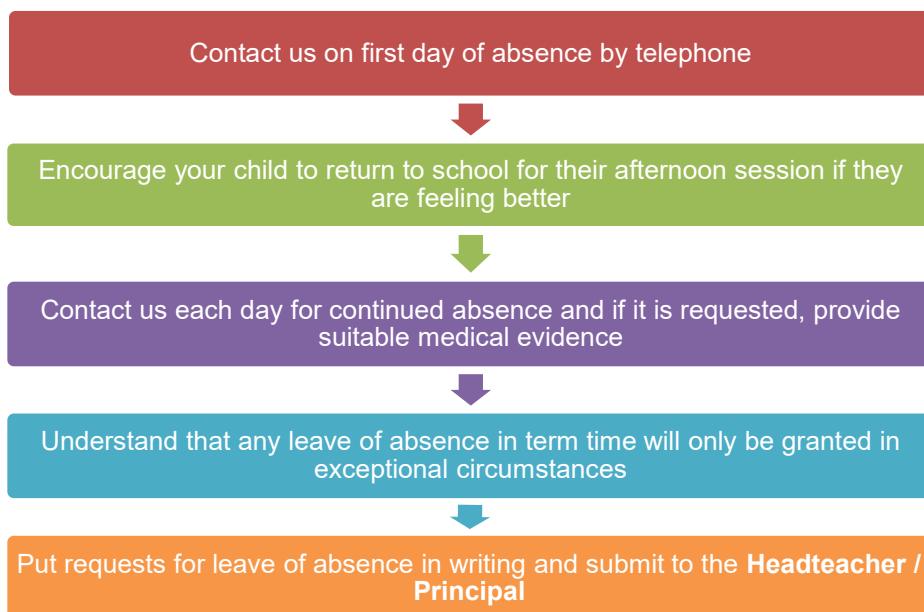 Contact us on first day of absence by telephone
Encourage your child to return to school for their afternoon session if they
are feeling better
Contact us each day for continued absence and if it is requested, provide
suitable medical evidence
Understand that any leave of absence in term time will only be granted in
exceptional circumstances
Put requests for leave of absence in writing and submit to the Headteacher /
Principal